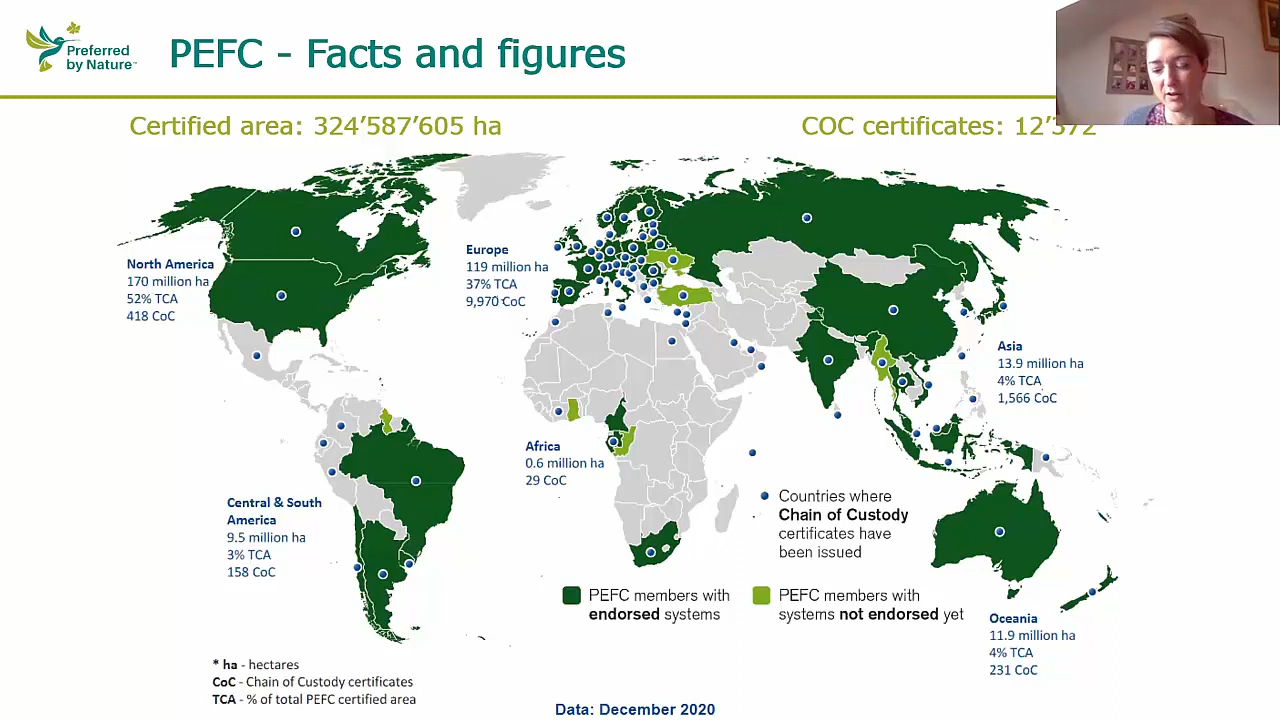 Preferred
by Nature™
PEFC - Facts and figures
Certified area: 324’587’605 ha
COC certificates: 12’372
North America
170 million ha
52% TCA
418 CoC
Europe
119 million ha
37% TCA
9,970 CoC
Asia
13.9 million ha
4% TCA
1,566 CoC
Africa
0.6 million ha
29 CoC
Central & South
America
9.5 million ha
3% TCA
158 CoC
Countries where
Chain of Custody
certificates have
been issued
PEFC members with
endorsed systems
PEFC members with
systems not endorsed yet
Oceania
11.9 million ha
4% TCA
231 CoC
* ha - hectares
CoC - Chain of Custody certificates
TCA - % of total PEFC certified area
Data: December 2020